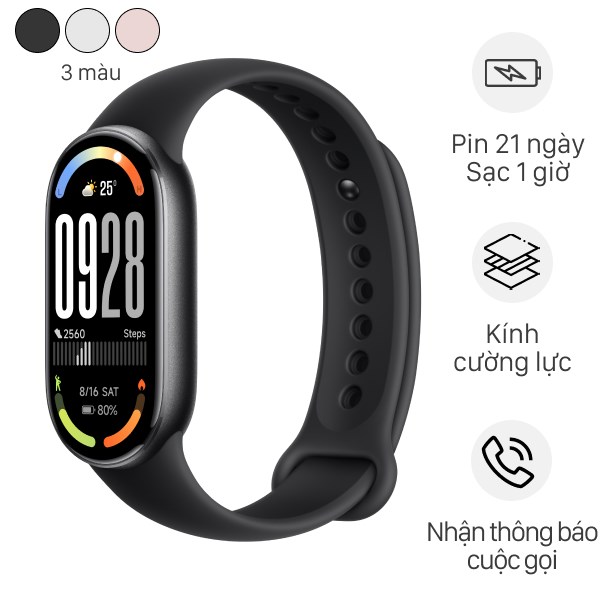 3 màu
25°
0928
2560 Steps
8/16 SAT
80%
Pin 21 ngày
Sạc 1 giờ
Kính
cường lực
Nhận thông báo
cuộc gọi